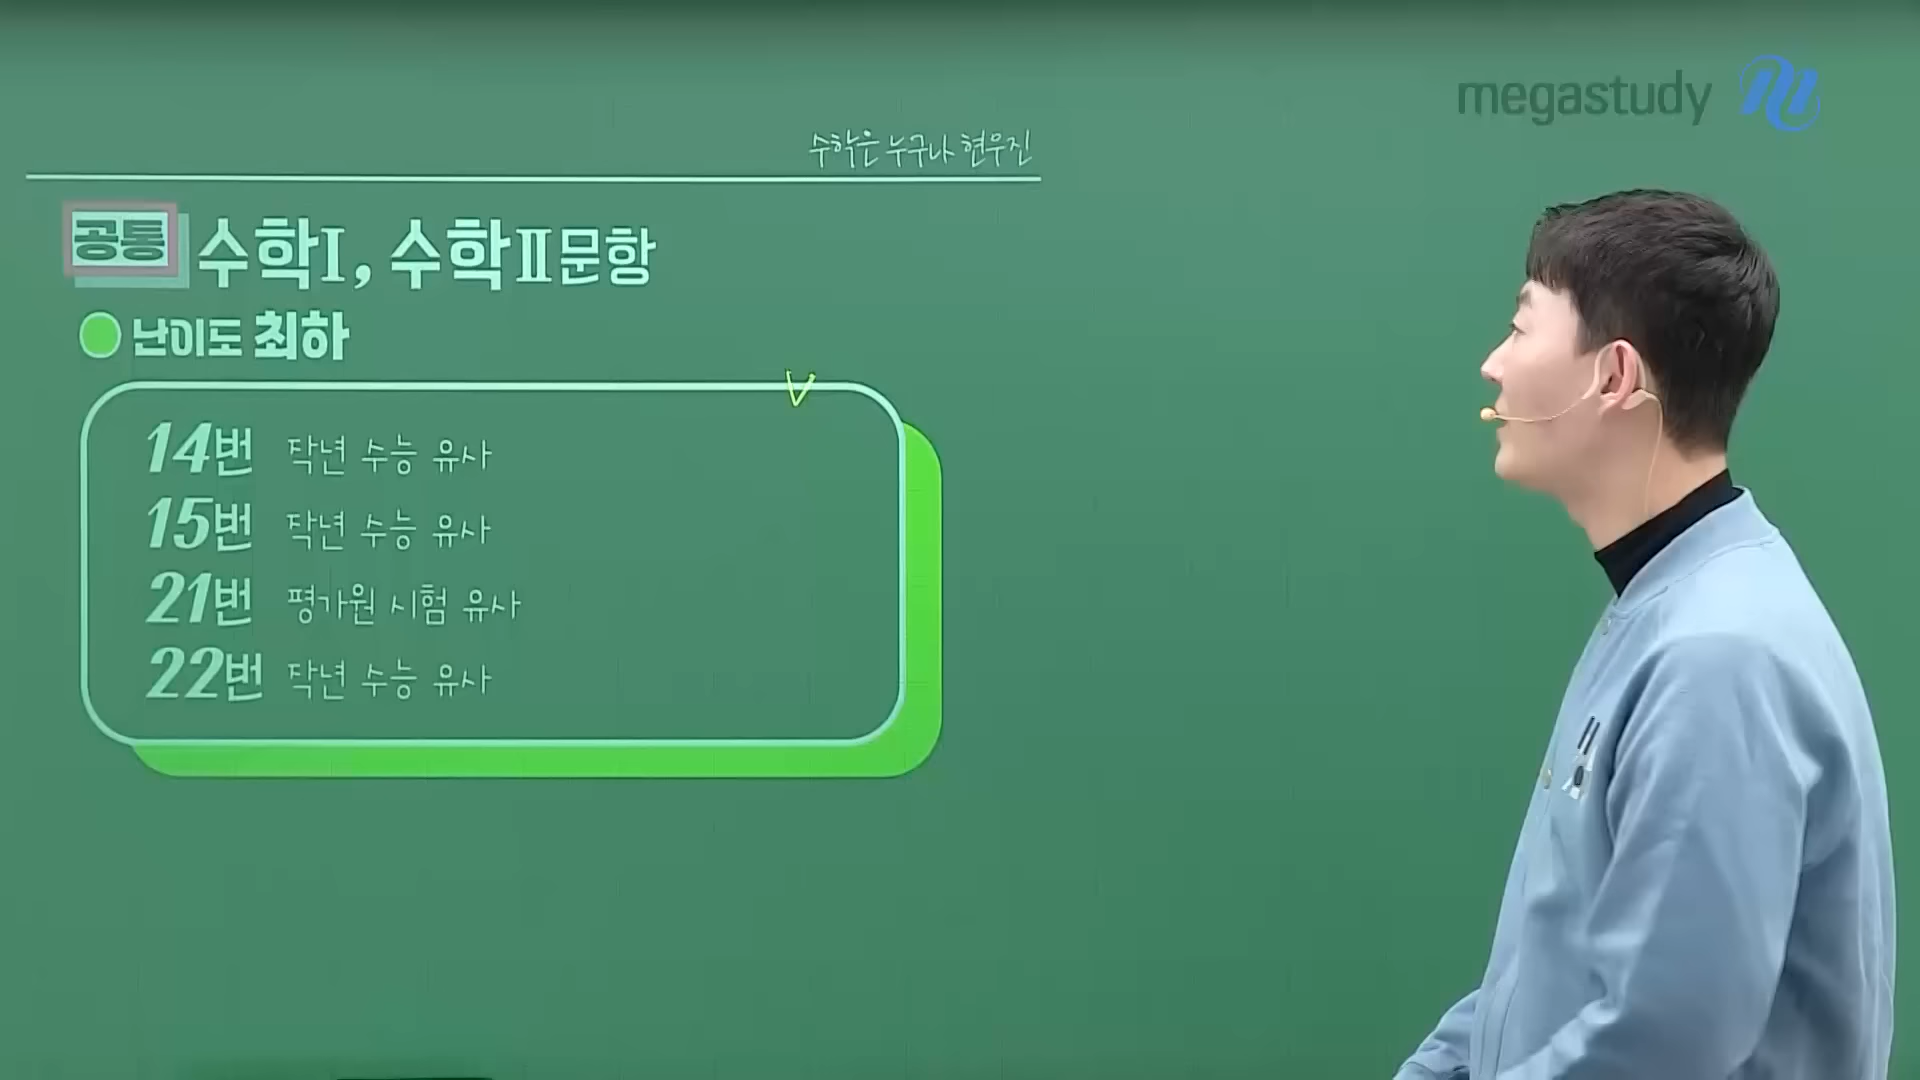 megastudy
수학은 누구나 현우진
공통 수학I, 수학II문항
난이도 최하
14번 작년 수능 유사
15번 작년 수능 유사
21번 평가원 시험 유사
22번 작년 수능 유사